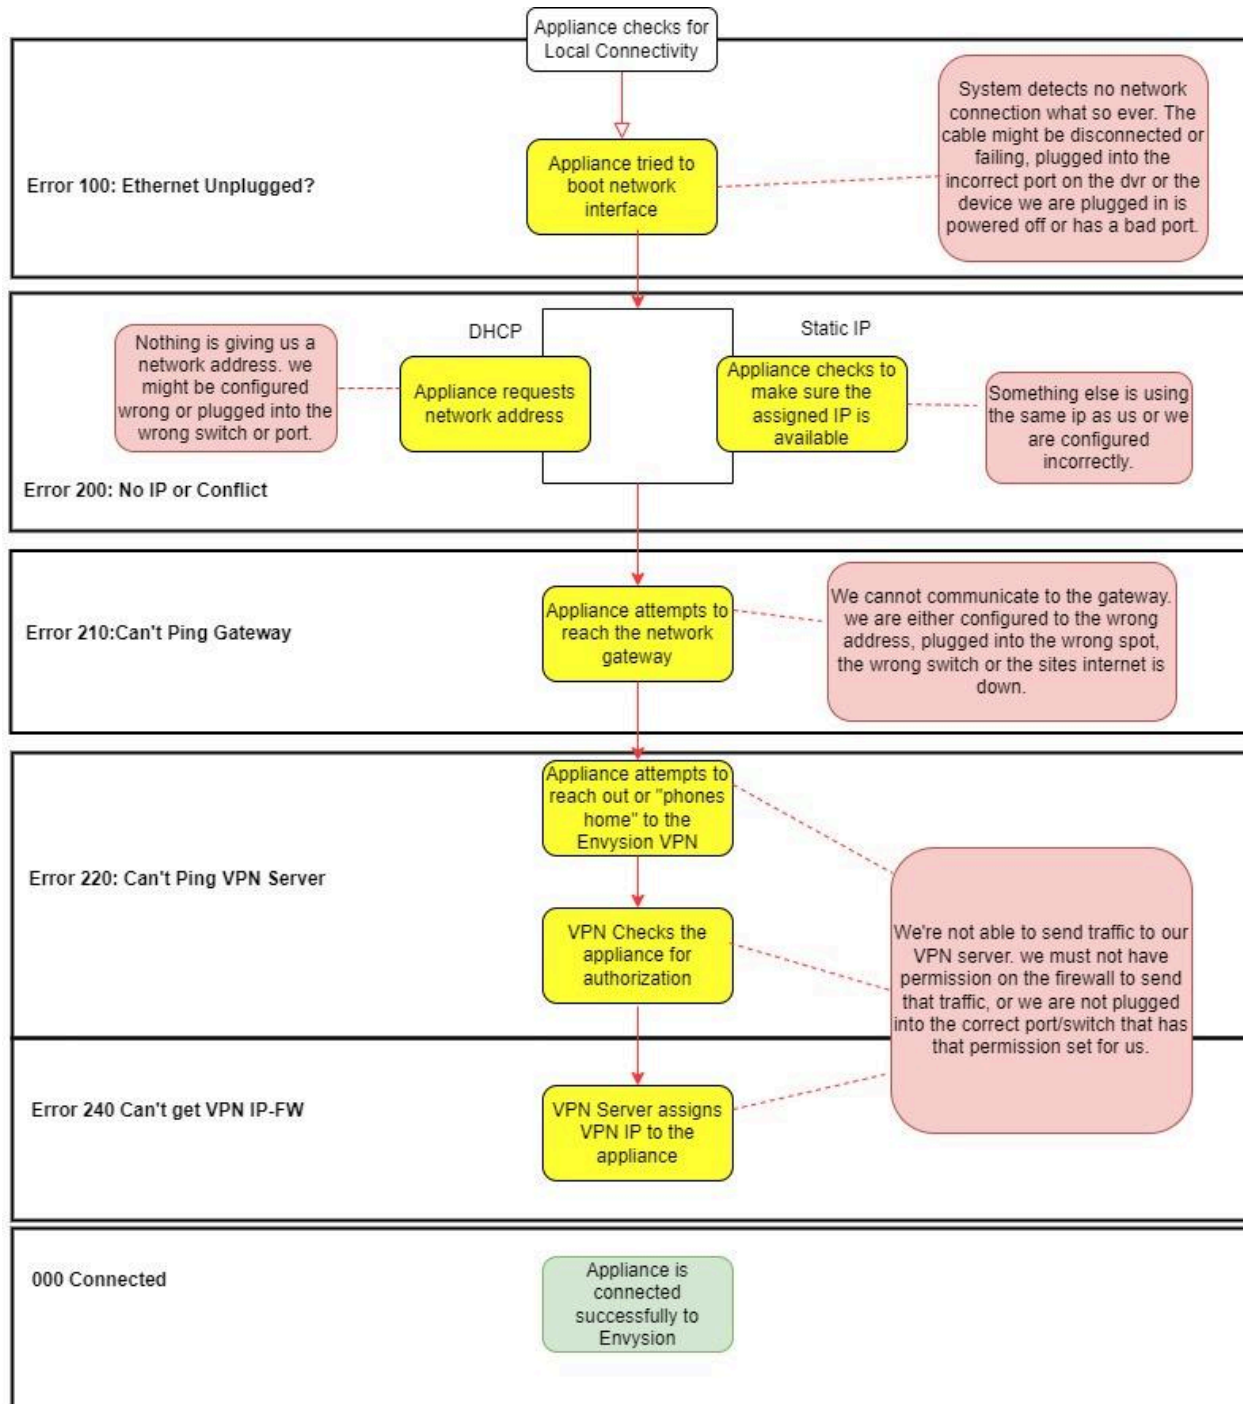 Appliance checks for
Local Connectivity
System detects no network
connection what so ever. The
cable might be disconnected or
failing, plugged into the
incorrect port on the dvr or the
device we are plugged in is
powered off or has a bad port.
Appliance tried to
boot network
interface
Error 100: Ethernet Unplugged?
DHCP
Static IP
Nothing is giving us a
network address. we
might be configured
wrong or plugged into the
wrong switch or port.
Appliance requests
network address
Appliance checks to
make sure the
assigned IP is
available
Something else is using
the same ip as us or we
are configured
incorrectly.
Error 200: No IP or Conflict
Error 210:Can't Ping Gateway
Appliance attempts to
reach the network
gateway
We cannot communicate to the gateway.
we are either configured to the wrong
address, plugged into the wrong spot,
the wrong switch or the sites internet is
down.
Appliance attempts to
reach out or "phones
home" to the
Envysion VPN
Error 220: Can't Ping VPN Server
VPN Checks the
appliance for
authorization
We're not able to send traffic to our
VPN server. we must not have
permission on the firewall to send
that traffic, or we are not plugged
into the correct port/switch that has
that permission set for us.
Error 240 Can't get VPN IP-FW
VPN Server assigns
VPN IP to the
appliance
000 Connected
Appliance is
connected
successfully to
Envysion